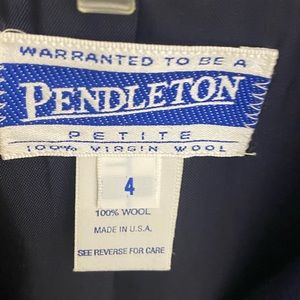 WARRANTED TO BE A
PENDLETON
PETITE
100% VIRGIN WOOL
4
100% WOOL
MADE IN U.S.A.
SEE REVERSE FOR CARE